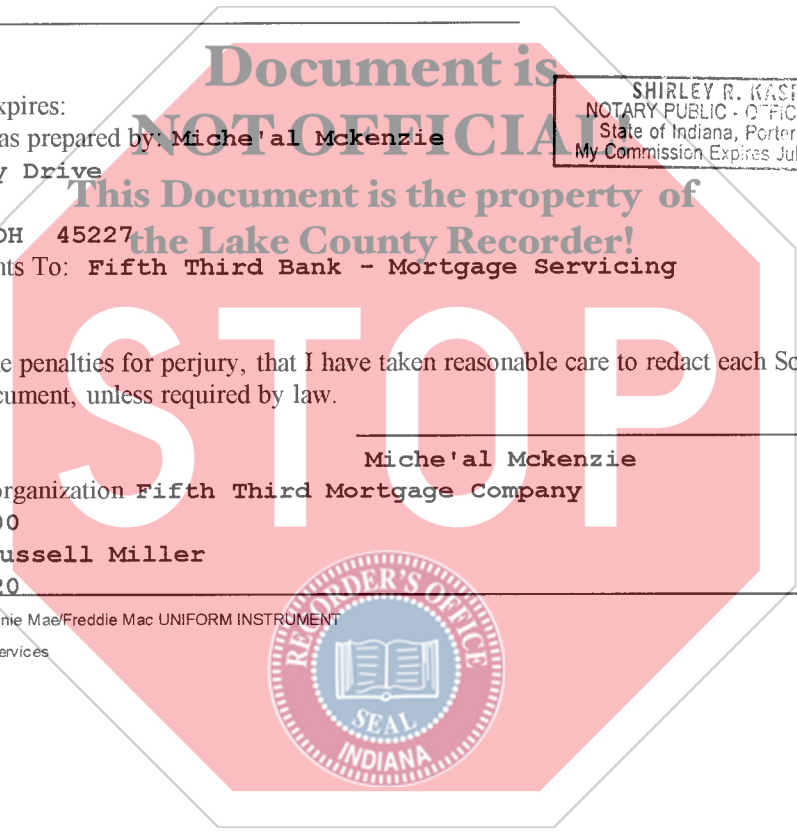 Document is
SHIRLEY R.
xpires:
NOTARY PUBLIC -
as prepared by: Miche'al Mckenzie
NOT OFFICIAL!
State of Indiana, Porter
y Drive
My Commission Expires Jul
This Document is the property of
OH 45227
the Lake County Recorder!
ts To: Fifth Third Bank - Mortgage Servicing
STOP
e penalties for perjury, that I have taken reasonable care to redact each So
cument, unless required by law.
Miche'al Mckenzie
organization Fifth Third Mortgage Company
00
ussell Miller
20
nie Mae/Freddie Mac UNIFORM INSTRUMENT
ervices
RECORDER'S OFFICE
SEAL
INDIANA